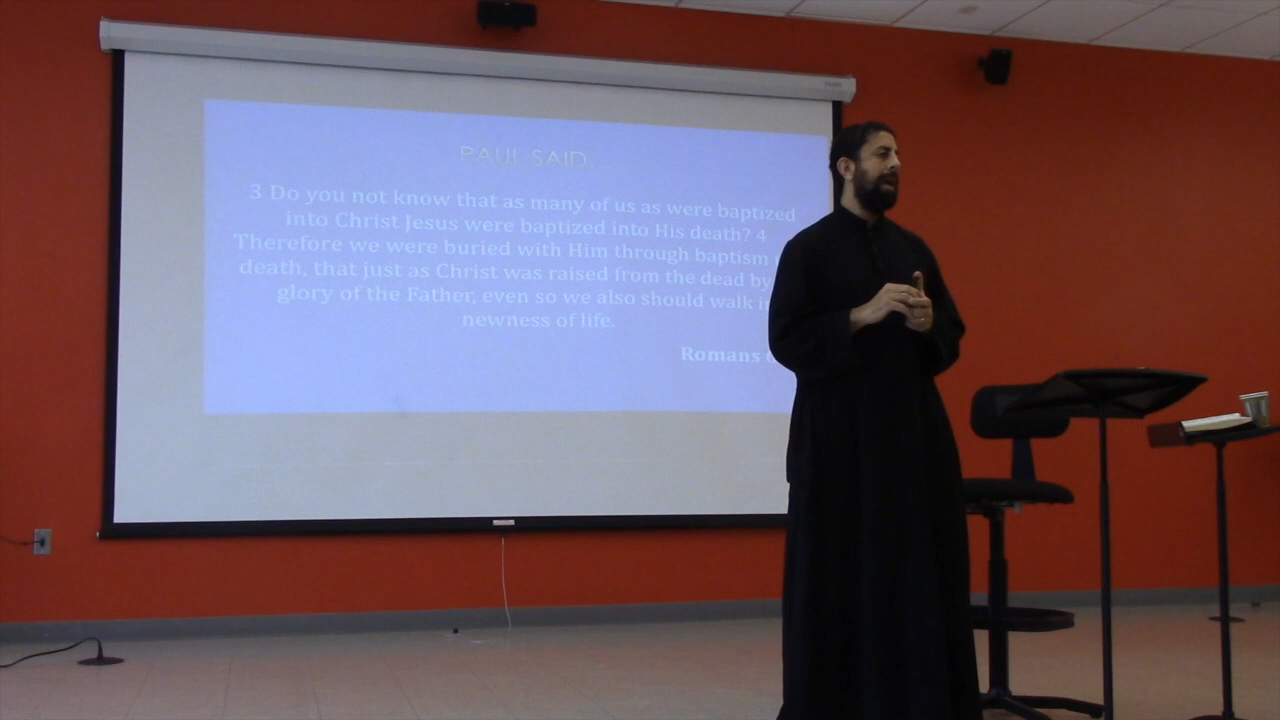 PAUL SAID..
3 Do you not know that as many of us as were baptized
into Christ Jesus were baptized into His death? 4
Therefore we were buried with Him through baptism
death, that just as Christ was raised from the dead by
glory of the Father, even so we also should walk in
newness of life.
Romans